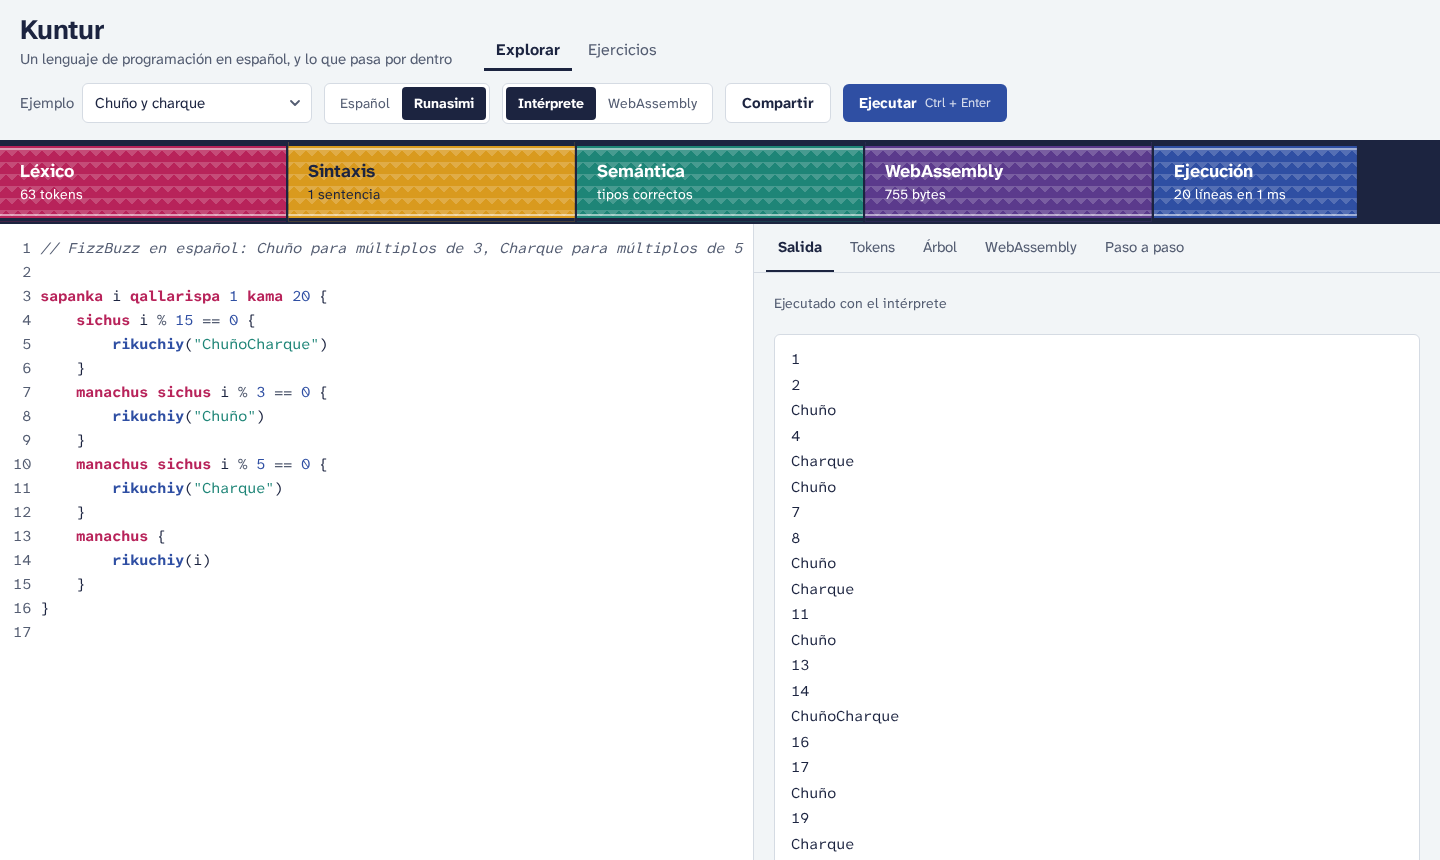 Kuntur
Un lenguaje de programación en español, y lo que pasa por dentro
Explorar Ejercicios
Ejemplo Chuño y charque Español Runasimi Intérprete WebAssembly Compartir Ejecutar Ctrl + Enter
Léxico
63 tokens
Sintaxis
1 sentencia
Semántica
tipos correctos
WebAssembly
755 bytes
Ejecución
20 líneas en 1 ms
1 // FizzBuzz en español: Chuño para múltiplos de 3, Charque para múltiplos de 5
2
3 sapanka i qallarispa 1 kama 20 {
4     sichus i % 15 == 0 {
5         rikuchiy("ChuñoCharque")
6     }
7     manachus sichus i % 3 == 0 {
8         rikuchiy("Chuño")
9     }
10     manachus sichus i % 5 == 0 {
11         rikuchiy("Charque")
12     }
13     manachus {
14         rikuchiy(i)
15     }
16 }
17
Salida Tokens Árbol WebAssembly Paso a paso
Ejecutado con el intérprete
1
2
Chuño
4
Charque
Chuño
7
8
Chuño
Charque
11
Chuño
13
14
ChuñoCharque
16
17
Chuño
19
Charque